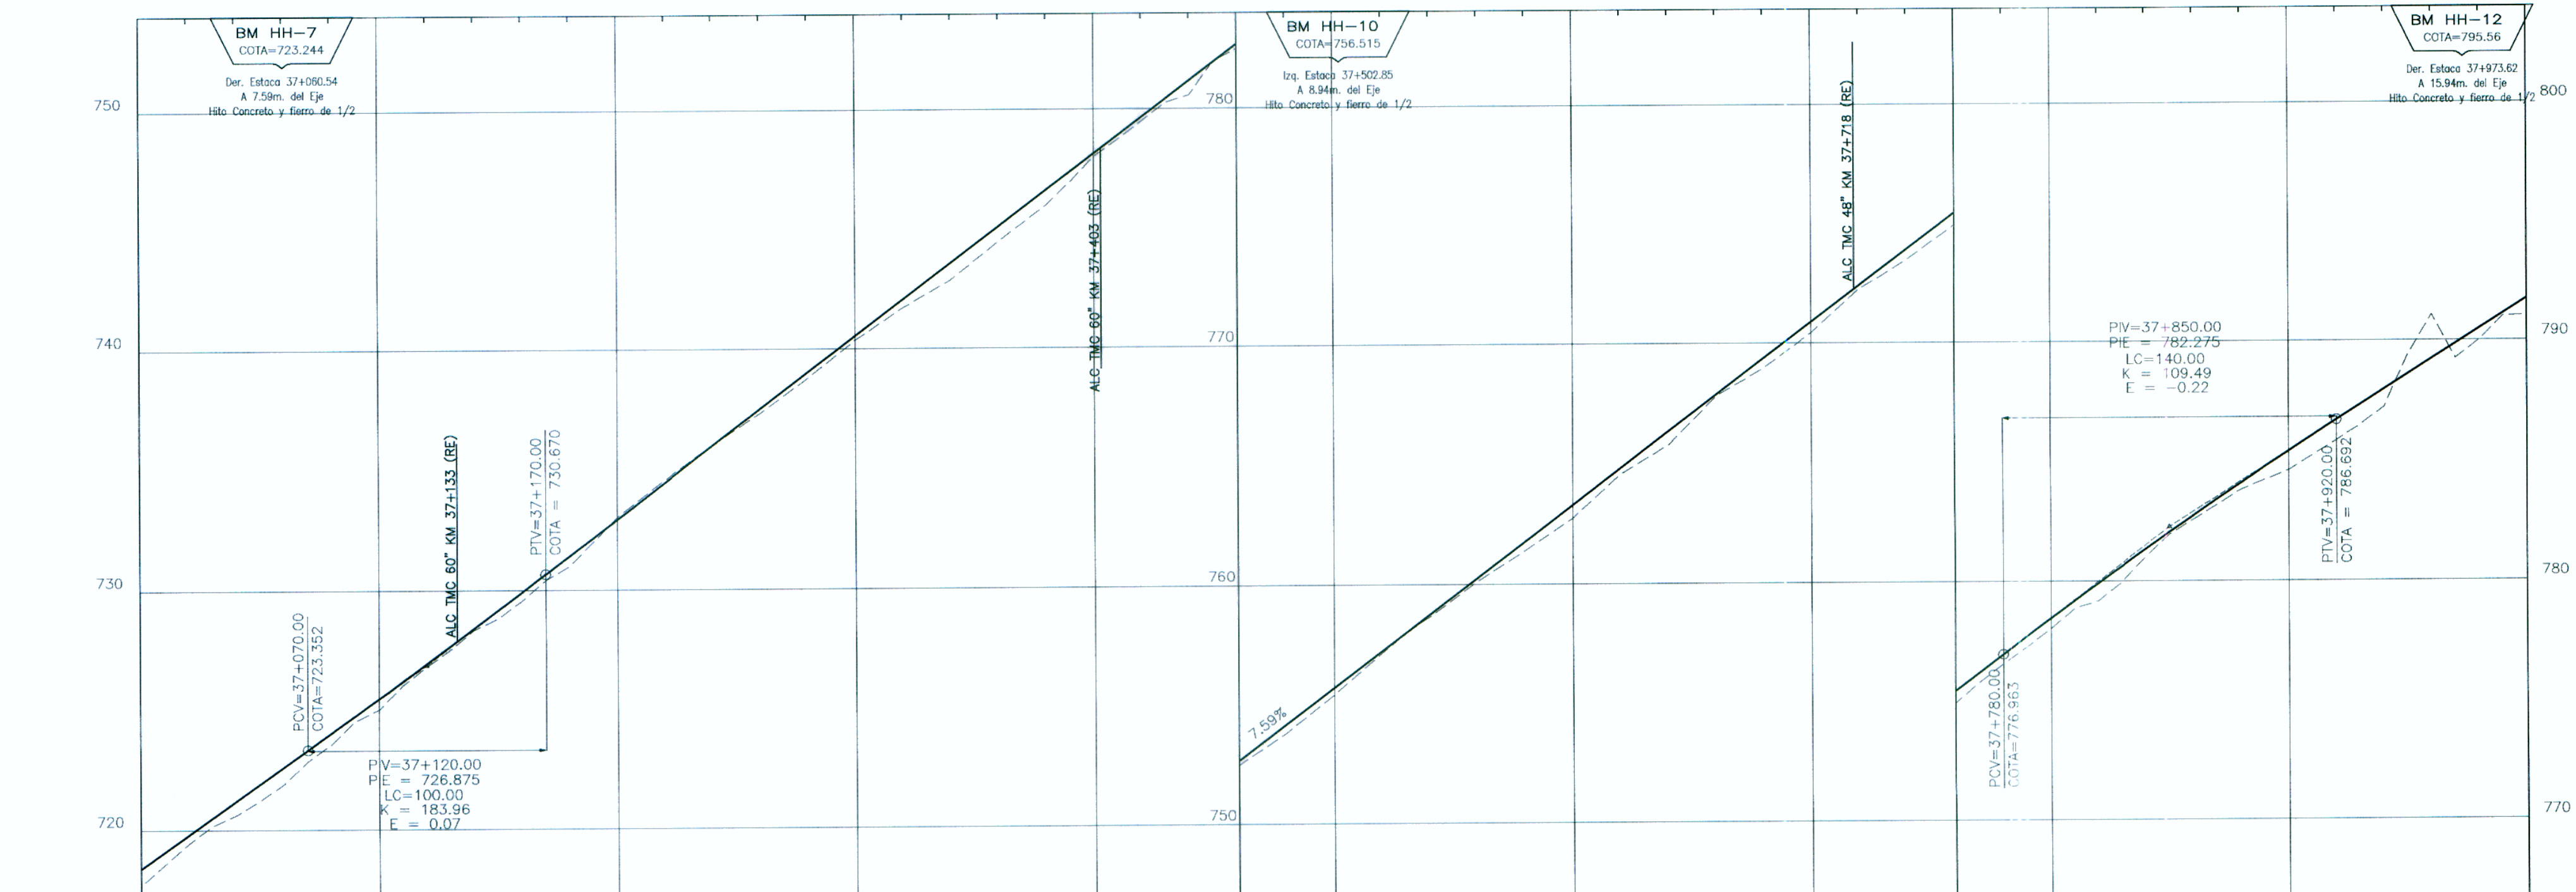 BM HH-7
COTA=723.244
Der. Estaca 37+060.54
A 7.59m. del Eje
Hito Concreto y fierro de 1/2
BM HH-10
COTA=756.515
Izq. Estaca 37+502.85
A 8.94m. del Eje
Hito Concreto y fierro de 1/2
BM HH-12
COTA=795.56
Der. Estaca 37+973.62
A 15.94m. del Eje
Hito Concreto y fierro de 1/2
750
740
730
720
PCV=37+070.00
COTA=723.352
ALC TMC 60" KM 37+133 (RE)
PTV=37+170.00
COTA = 730.670
PIV=37+120.00
PIE = 726.875
LC=100.00
K = 183.96
E = 0.07
ALC TMC 60" KM 37+403 (RE)
780
770
760
750
7.59%
ALC TMC 48" KM 37+718 (RE)
PIV=37+850.00
PIE = 782.275
LC=140.00
K = 109.49
E = -0.22
PCV=37+780.00
COTA=776.963
PTV=37+920.00
COTA = 786.692
800
790
780
770